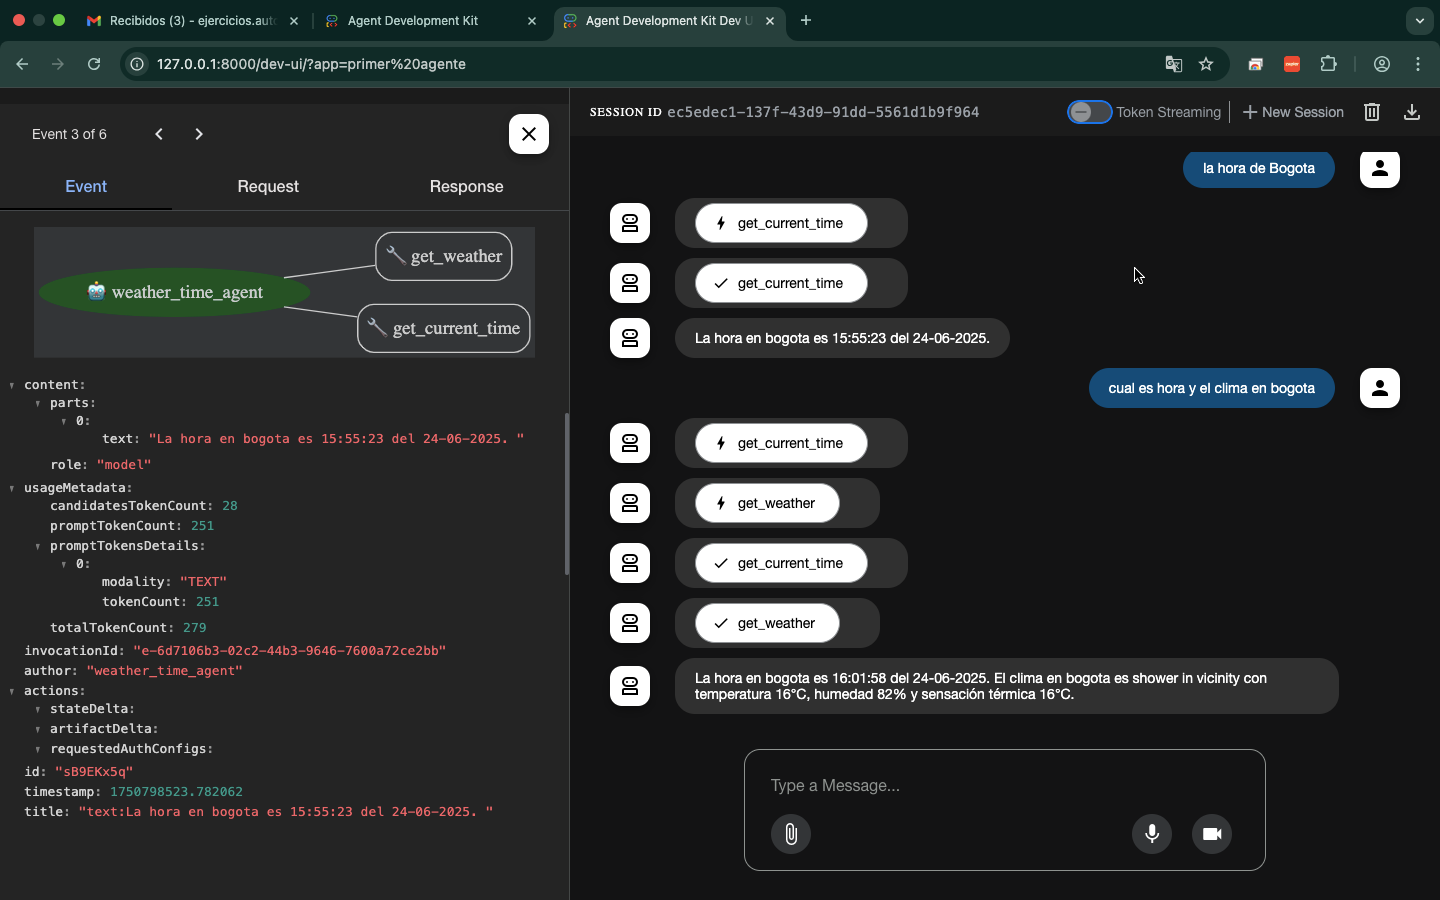 Recibidos (3) - ejercicios.aut
Agent Development Kit
Agent Development Kit Dev U
127.0.0.1:8000/dev-ui/?app=primer%20agente
Event 3 of 6
Event
Request
Response
weather_time_agent
get_weather
get_current_time
content:
parts:
0:
text: "La hora en bogota es 15:55:23 del 24-06-2025. "
role: "model"
usageMetadata:
candidatesTokenCount: 28
promptTokenCount: 251
promptTokensDetails:
0:
modality: "TEXT"
tokenCount: 251
totalTokenCount: 279
invocationId: "e-6d7106b3-02c2-44b3-9646-7600a72ce2bb"
author: "weather_time_agent"
actions:
stateDelta:
artifactDelta:
requestedAuthConfigs:
id: "sB9EKx5q"
timestamp: 1750798523.782062
title: "text:La hora en bogota es 15:55:23 del 24-06-2025. "
SESSION ID ec5edec1-137f-43d9-91dd-5561d1b9f964
Token Streaming
New Session
la hora de Bogota
get_current_time
get_current_time
La hora en bogota es 15:55:23 del 24-06-2025.
cual es hora y el clima en bogota
get_current_time
get_weather
get_current_time
get_weather
La hora en bogota es 16:01:58 del 24-06-2025. El clima en bogota es shower in vicinity con
temperatura 16°C, humedad 82% y sensación térmica 16°C.
Type a Message...